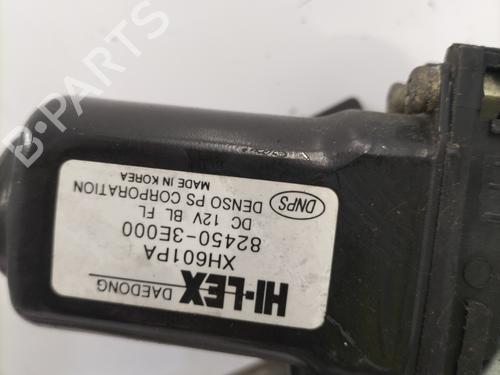 HI-LEX DAEDONG
XH601PA
82450-3E000
DC 12V BL FL
DNPS DENSO PS CORPORATION
MADE IN KOREA
B-PARTS